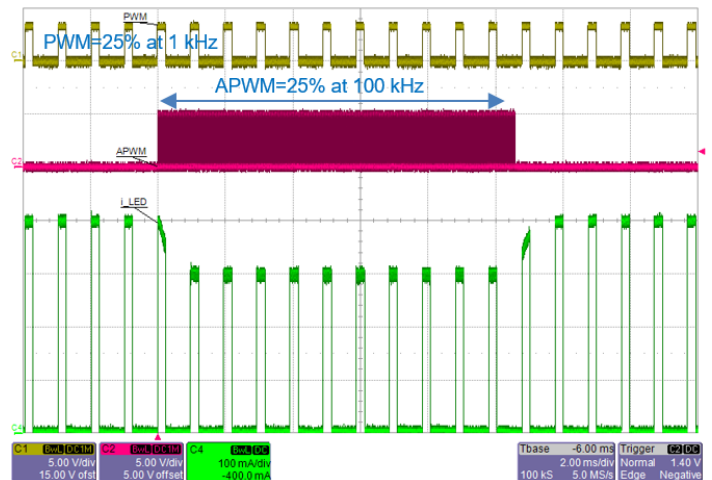 PWM
C1
PWM=25% at 1 kHz
APWM=25% at 100 kHz
APWM
C2
i_LED
C4
C1 BwL DC1M
5.00 V/div
15.00 V ofst
C2 BwL DC1M
5.00 V/div
5.00 V offset
C4 BwL DC
100 mA/div
-400.0 mA
Tbase -6.00 ms
2.00 ms/div
100 kS 5.0 MS/s
Trigger C2 DC
Normal 1.40 V
Edge Negative